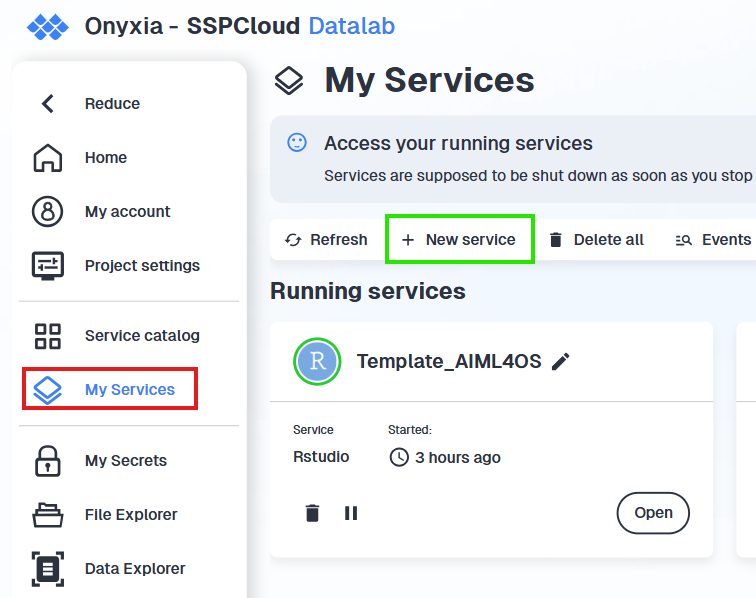 Onyxia - SSPCloud Datalab
Reduce
Home
My account
Project settings
Service catalog
My Services
My Secrets
File Explorer
Data Explorer
My Services
Access your running services
Services are supposed to be shut down as soon as you stop
Refresh
New service
Delete all
Events
Running services
R
Template_AIML4OS
Service
Started:
Rstudio
3 hours ago
Open